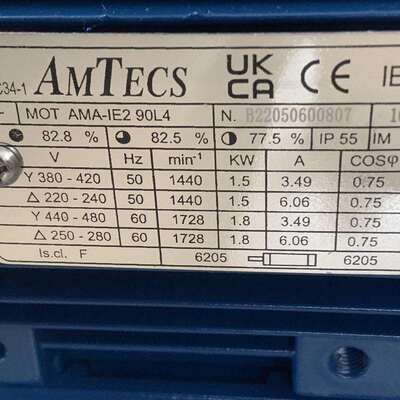 C34-1 AMTECS UK CA CE IE
MOT AMA-IE2 90L4 N. B22050600807
82.8 % 82.5 % 77.5 % IP 55 IM
V Hz min⁻¹ KW A COSφ
Y 380 - 420 50 1440 1.5 3.49 0.75
Δ 220 - 240 50 1440 1.5 6.06 0.75
Y 440 - 480 60 1728 1.8 3.49 0.75
Δ 250 - 280 60 1728 1.8 6.06 0.75
Is.cl. F 6205 6205